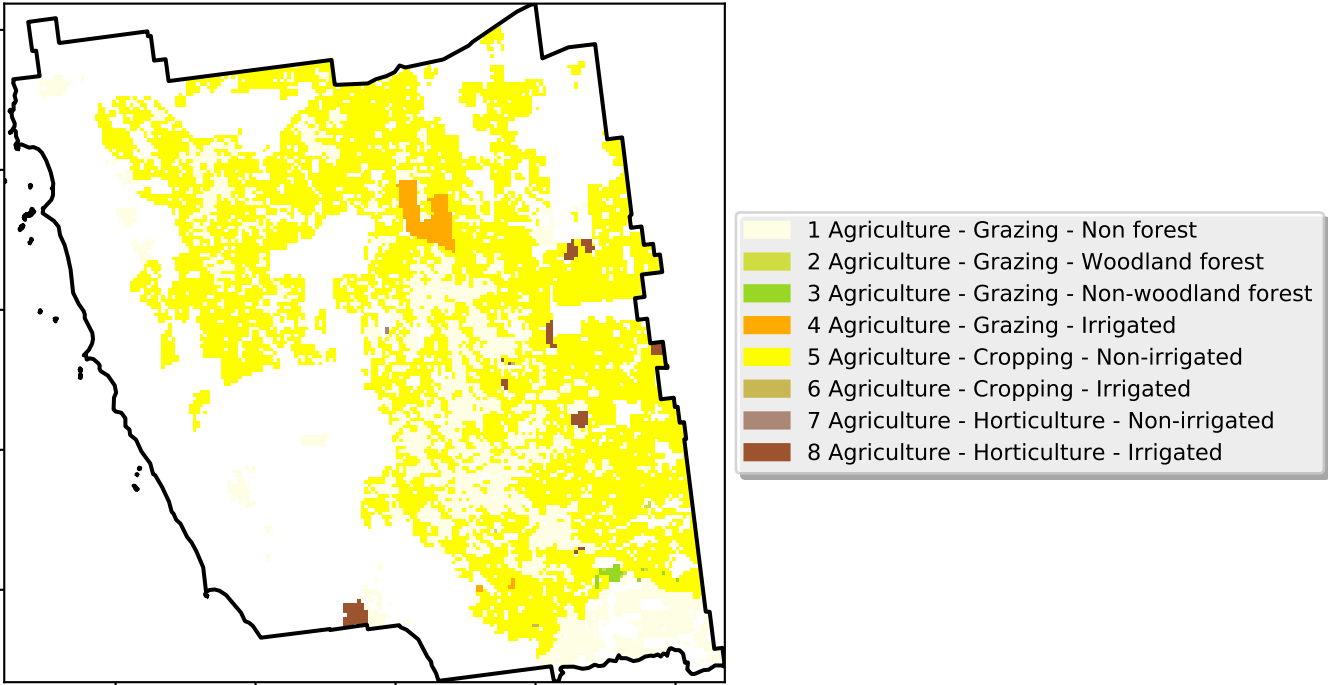 1 Agriculture - Grazing - Non forest
2 Agriculture - Grazing - Woodland forest
3 Agriculture - Grazing - Non-woodland forest
4 Agriculture - Grazing - Irrigated
5 Agriculture - Cropping - Non-irrigated
6 Agriculture - Cropping - Irrigated
7 Agriculture - Horticulture - Non-irrigated
8 Agriculture - Horticulture - Irrigated